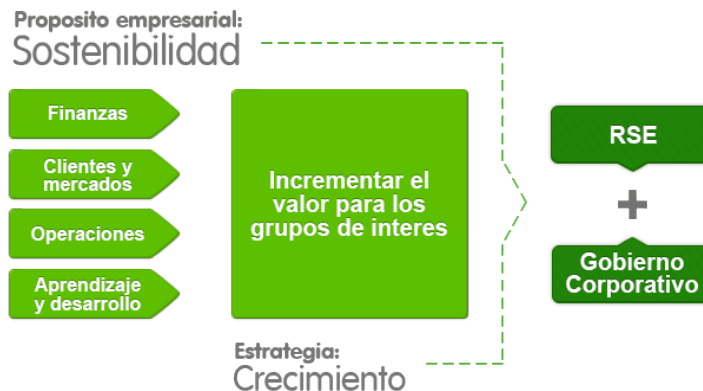 Proposito empresarial:
Sostenibilidad
Finanzas
Clientes y
mercados
Operaciones
Aprendizaje
y desarrollo
Incrementar el
valor para los
grupos de interes
RSE
+
Gobierno
Corporativo
Estrategia:
Crecimiento